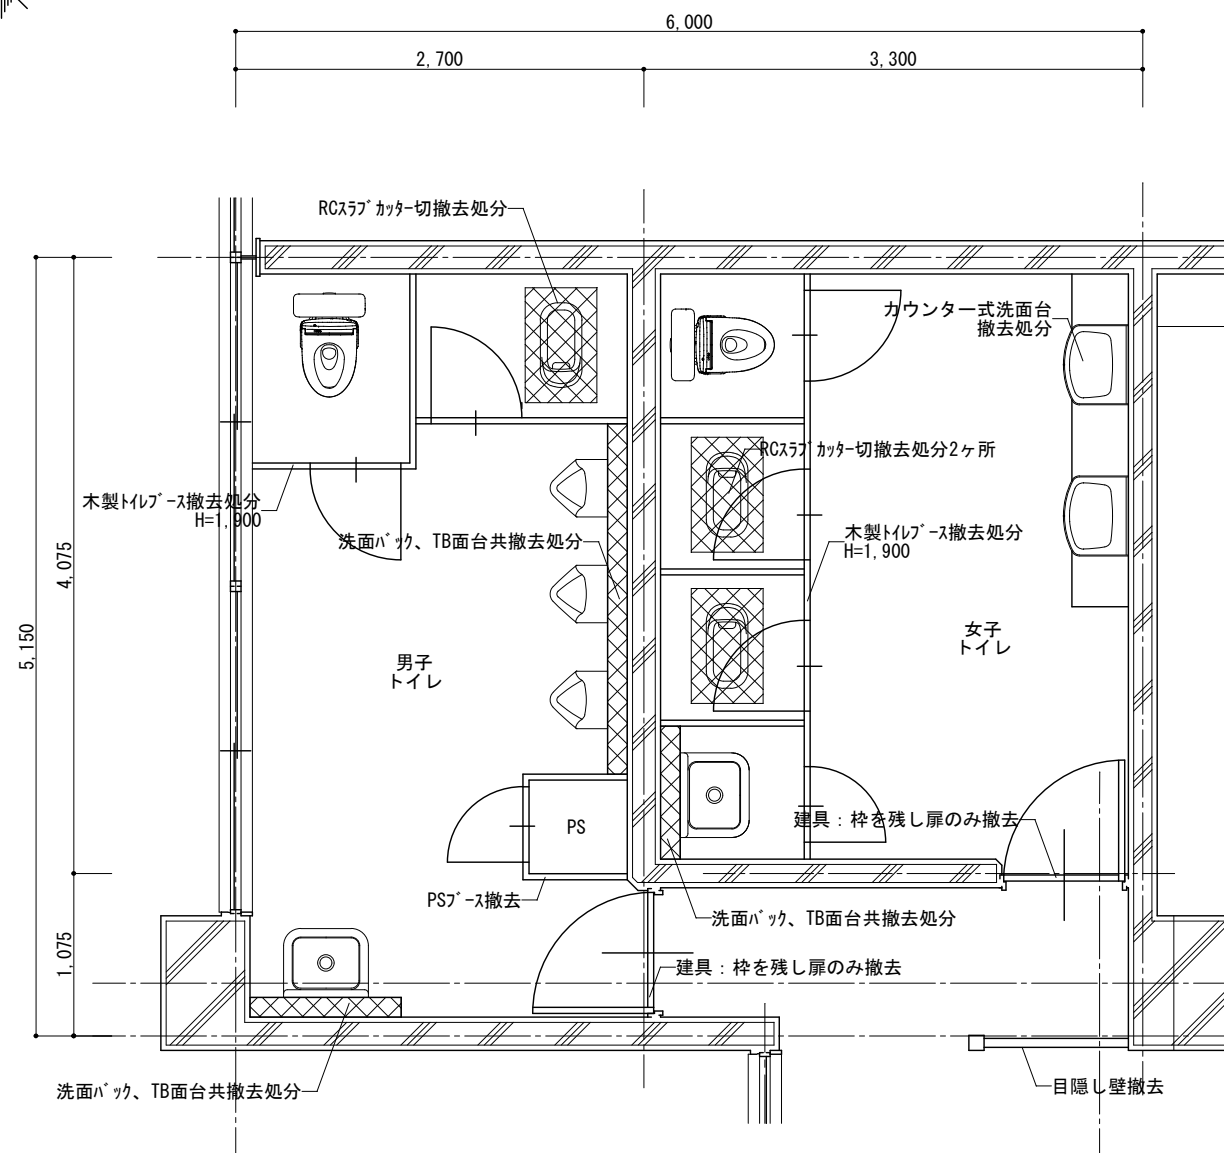 6,000
2,700
3,300
RCｽﾗﾌﾞｶｯﾀｰ切撤去処分
カウンター式洗面台
撤去処分
RCｽﾗﾌﾞｶｯﾀｰ切撤去処分2ヶ所
木製ﾄｲﾚﾌﾞｰｽ撤去処分
H=1,900
洗面ﾊﾞｯｸ、TB面台共撤去処分
木製ﾄｲﾚﾌﾞｰｽ撤去処分
H=1,900
4,075
5,150
男子
トイレ
女子
トイレ
PS
建具：枠を残し扉のみ撤去
PSﾌﾞｰｽ撤去
洗面ﾊﾞｯｸ、TB面台共撤去処分
1,075
建具：枠を残し扉のみ撤去
洗面ﾊﾞｯｸ、TB面台共撤去処分
目隠し壁撤去